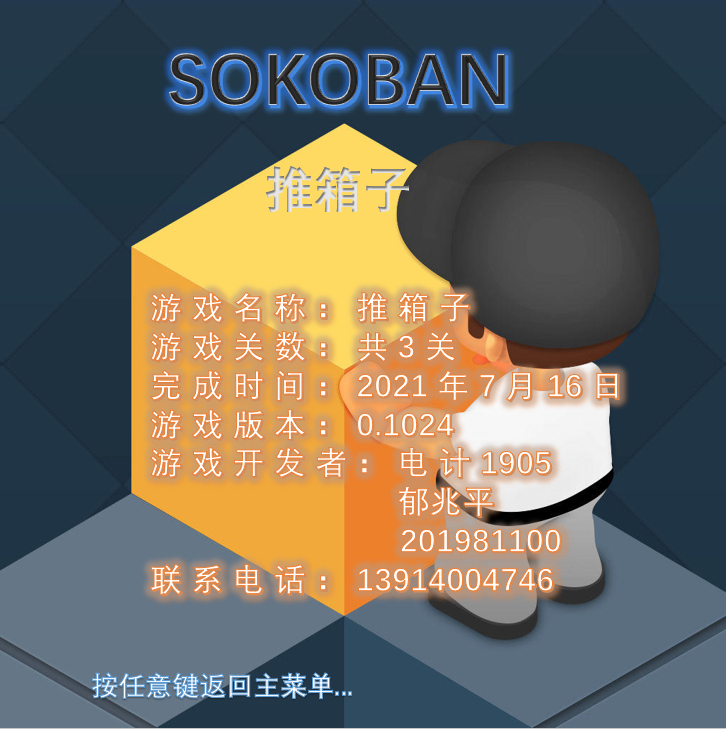 SOKOBAN
推箱子
游戏名称：推箱子
游戏关数：共3关
完成时间：2021年7月16日
游戏版本：0.1024
游戏开发者：电计1905
郁兆平
201981100
联系电话：13914004746
按任意键返回主菜单...